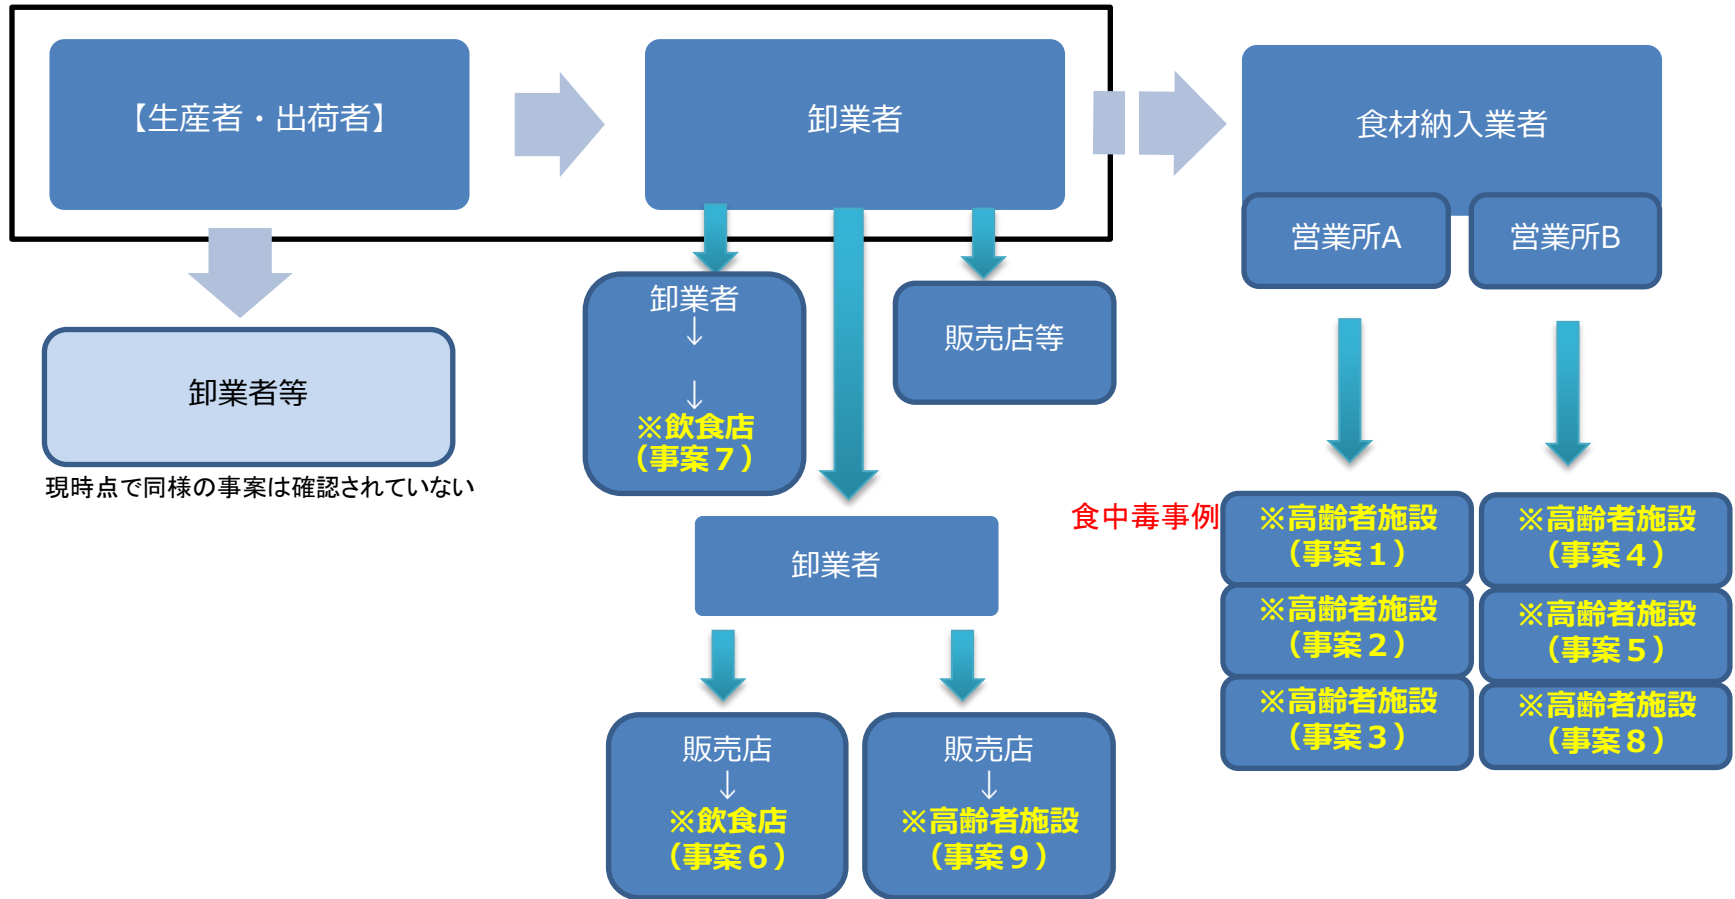 【生産者・出荷者】
卸業者
食材納入業者
営業所A
営業所B
卸業者等
現時点で同様の事案は確認されていない
卸業者
↓
↓
※飲食店
（事案７）
販売店等
卸業者
販売店
↓
※飲食店
（事案６）
販売店
↓
※高齢者施設
（事案９）
食中毒事例
※高齢者施設
（事案１）
※高齢者施設
（事案２）
※高齢者施設
（事案３）
※高齢者施設
（事案４）
※高齢者施設
（事案５）
※高齢者施設
（事案８）